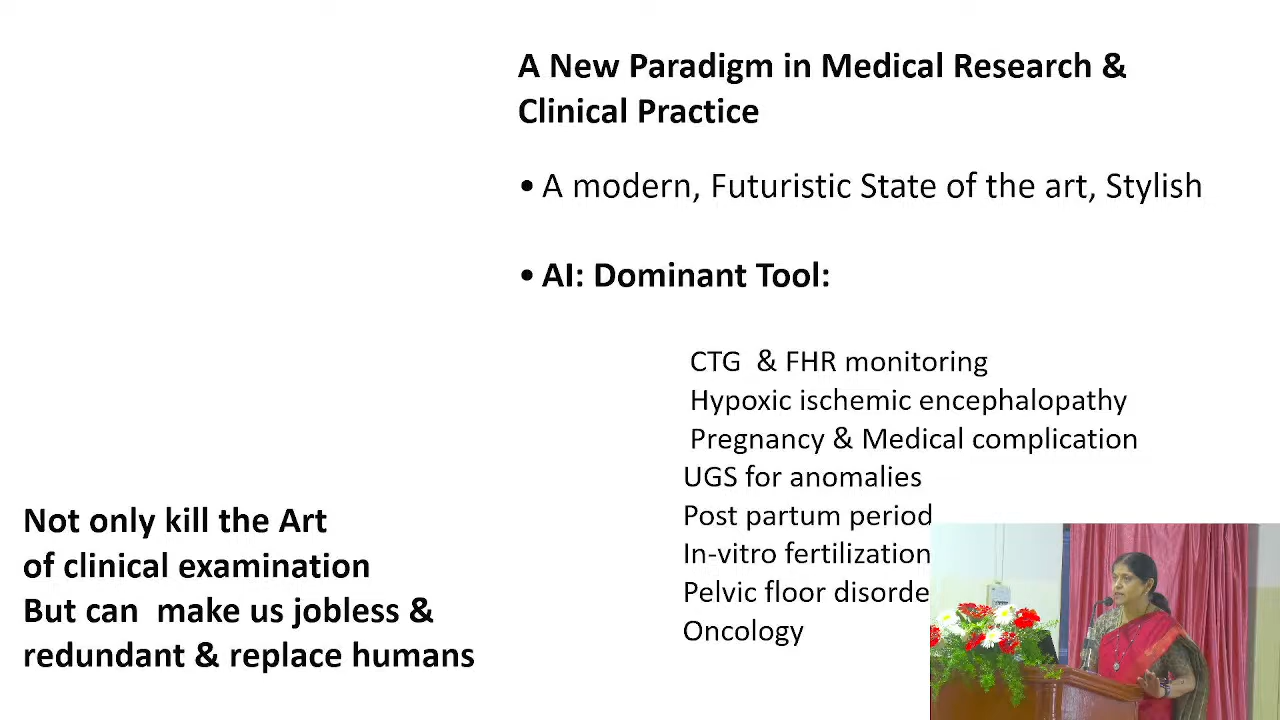 A New Paradigm in Medical Research &
Clinical Practice
• A modern, Futuristic State of the art, Stylish
• AI: Dominant Tool:
CTG & FHR monitoring
Hypoxic ischemic encephalopathy
Pregnancy & Medical complication
UGS for anomalies
Post partum period
In-vitro fertilization
Pelvic floor disorde
Oncology
Not only kill the Art
of clinical examination
But can make us jobless &
redundant & replace humans